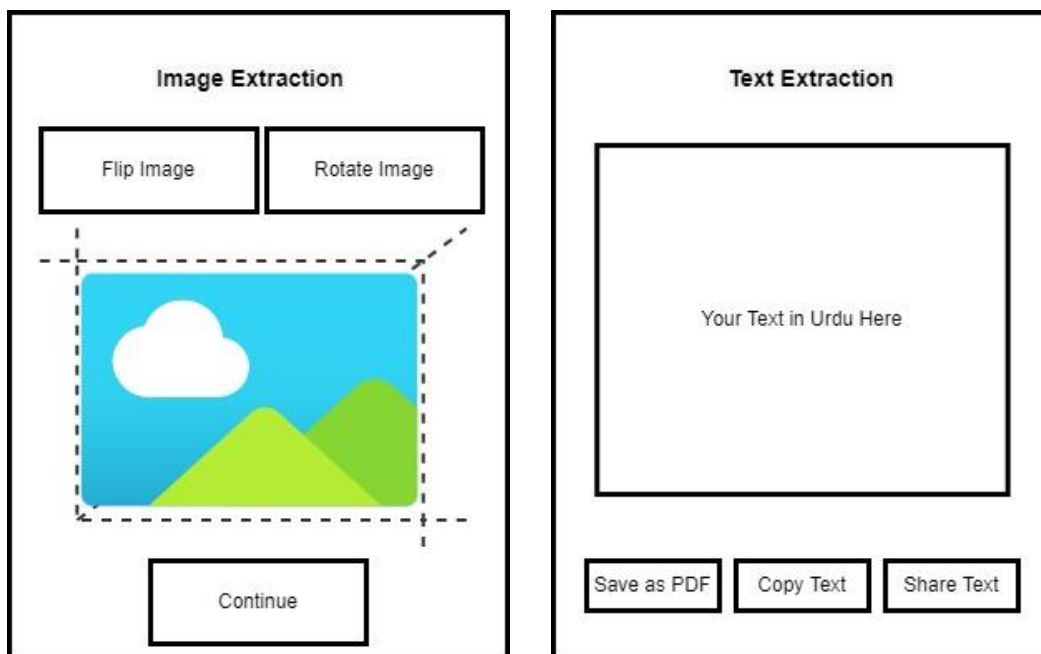 Image Extraction
Flip Image
Rotate Image
Continue
Text Extraction
Your Text in Urdu Here
Save as PDF
Copy Text
Share Text